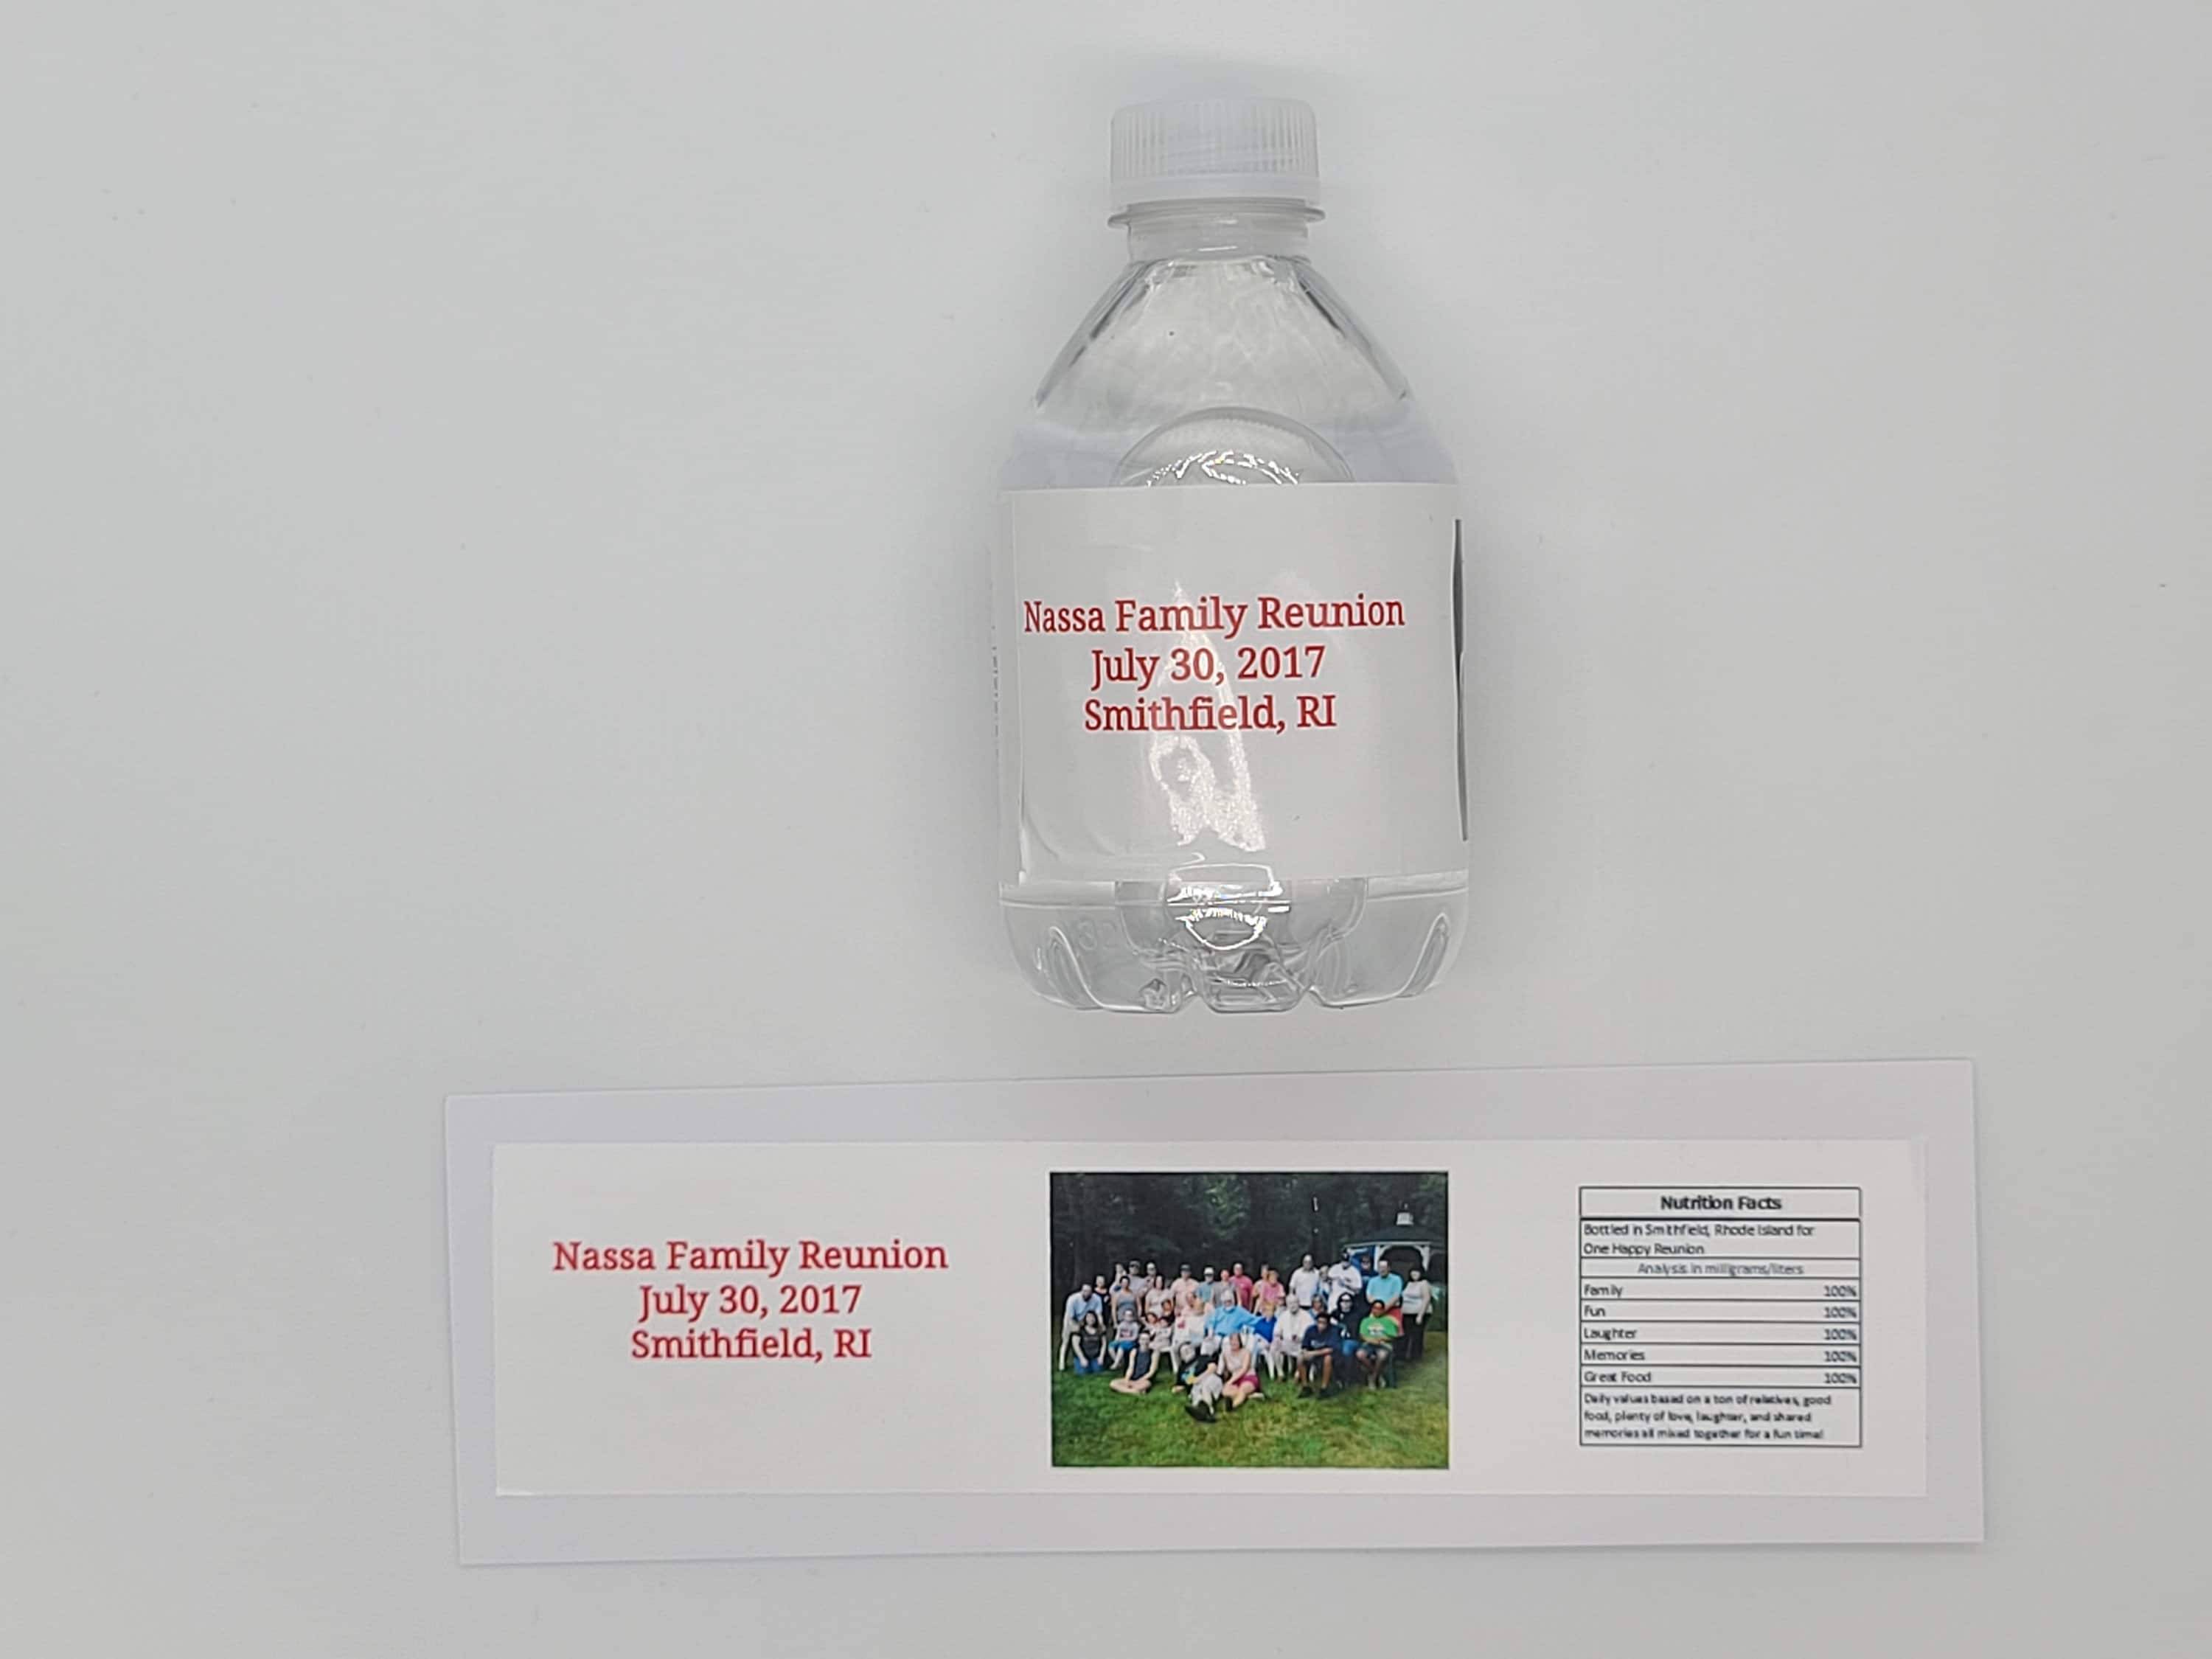 Nassa Family Reunion
July 30, 2017
Smithfield, RI
Nassa Family Reunion
July 30, 2017
Smithfield, RI
Nutrition Facts
Bottled in Smithfield, Rhode Island for
One Happy Reunion
Analysis in milligrams/liters
Family 100%
Fun 100%
Laughter 100%
Memories 100%
Great Food 100%
Daily values based on a ton of relatives, good
food, plenty of love, laughter, and shared
memories all mixed together for a fun time!